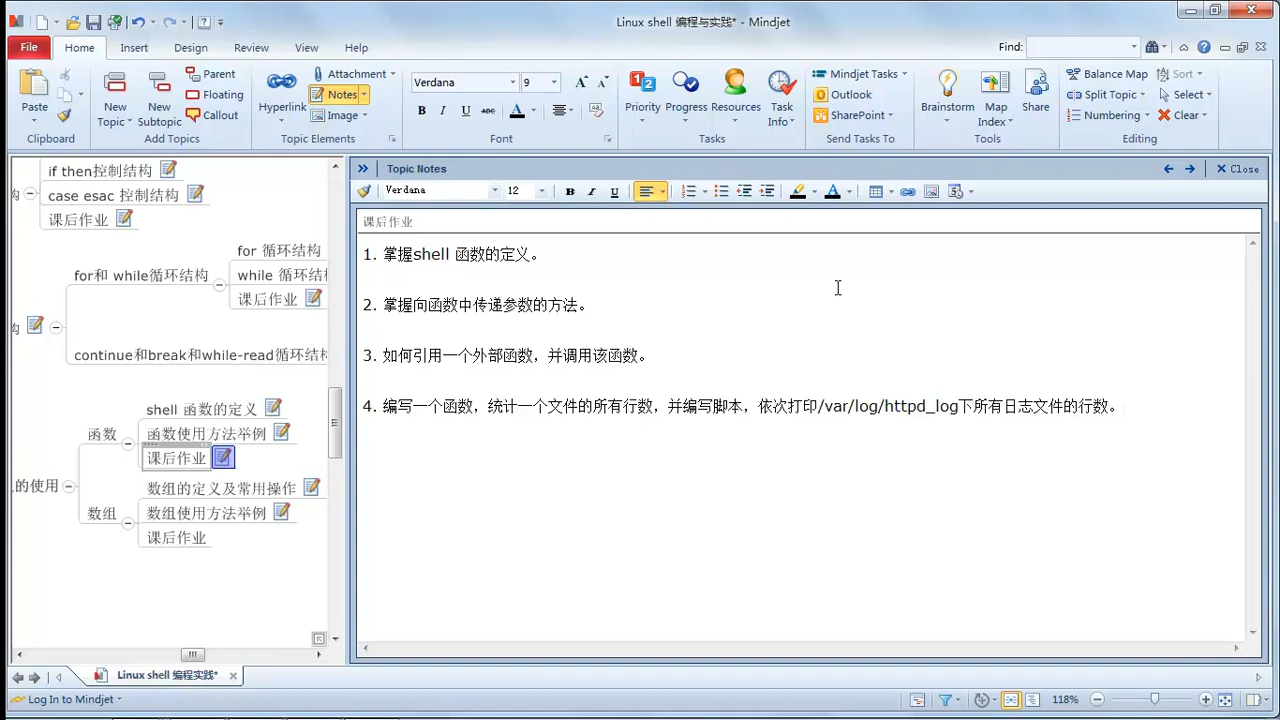 Linux shell 编程与实践* - Mindjet
File Home Insert Design Review View Help Find:
Paste
Clipboard
New Topic
New Subtopic
Parent
Floating
Callout
Add Topics
Hyperlink
Attachment
Notes
Image
Topic Elements
Verdana 9
B I U abc A
Font
Priority
Progress
Resources
Task Info
Tasks
Mindjet Tasks
Outlook
SharePoint
Send Tasks To
Brainstorm
Map Index
Share
Tools
Balance Map
Split Topic
Numbering
Sort
Select
Clear
Editing
if then控制结构
构
case esac 控制结构
课后作业
for 循环结构
for和 while循环结构
while 循环结构
课后作业
构
continue和break和while-read循环结构
shell 函数的定义
函数
函数使用方法举例
课后作业
的使用
数组的定义及常用操作
数组
数组使用方法举例
课后作业
Topic Notes Close
Verdana 12 B I U A
课后作业
1. 掌握shell 函数的定义。
2. 掌握向函数中传递参数的方法。
3. 如何引用一个外部函数，并调用该函数。
4. 编写一个函数，统计一个文件的所有行数，并编写脚本，依次打印/var/log/httpd_log下所有日志文件的行数。
Linux shell 编程实践*
Log In to Mindjet 118%